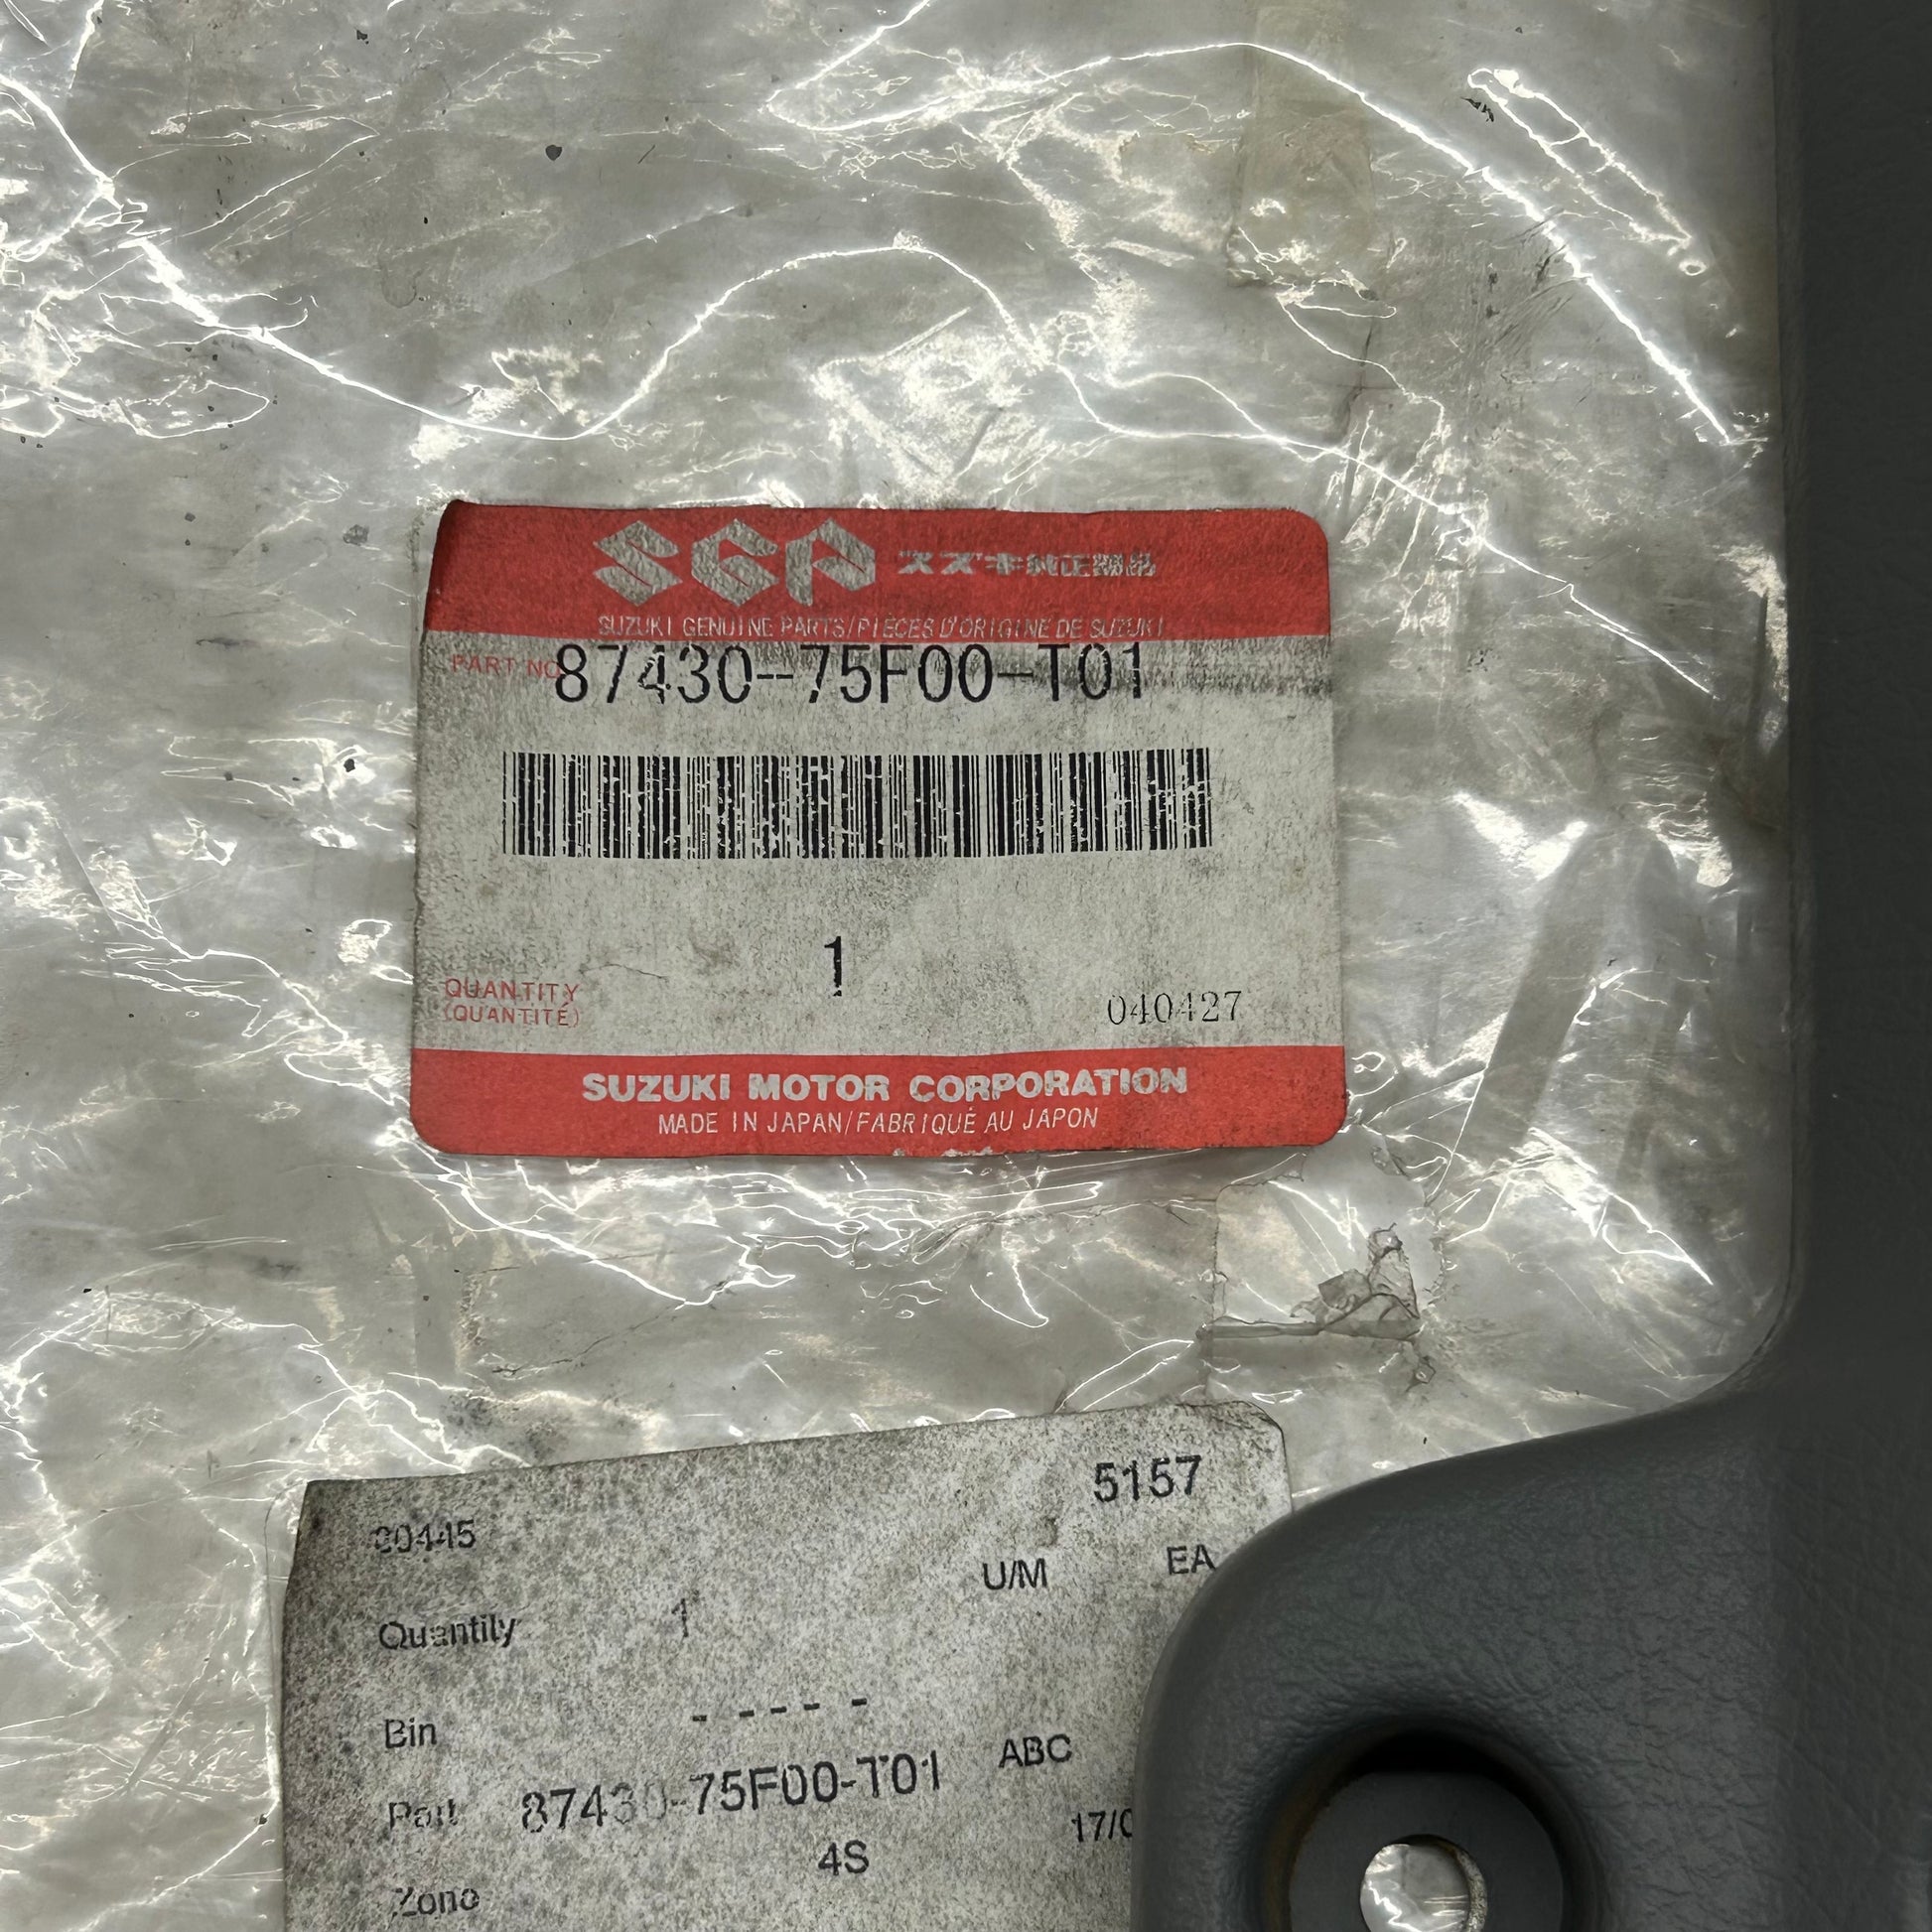 SGP スズキ純正部品
SUZUKI GENUINE PARTS/PIÈCES D'ORIGINE DE SUZUKI
PART NO. 87430-75F00-T01
1
QUANTITY
(QUANTITÉ)
040427
SUZUKI MOTOR CORPORATION
MADE IN JAPAN/FABRIQUÉ AU JAPON
5157
U/M EA
Quantity 1
Bin - - - - -
ABC
Part 87430-75F00-T01
17/0
4S
Zone